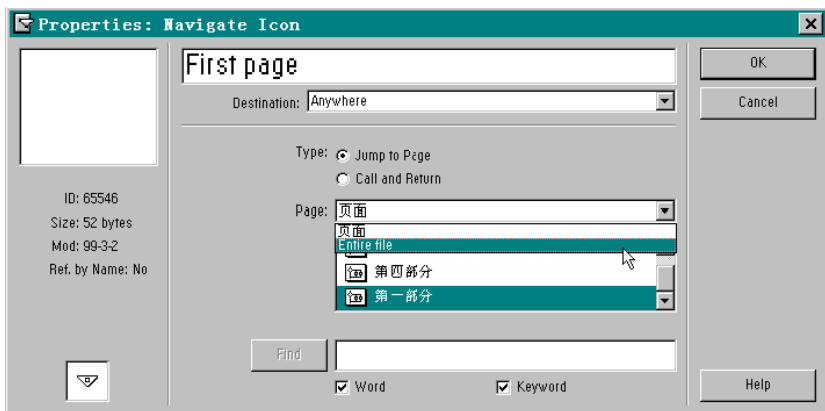 Properties: Navigate Icon
First page
OK
Destination: Anywhere
Cancel
Type: Jump to Page
Call and Return
ID: 65546
Size: 52 bytes
Mod: 99-3-2
Ref. by Name: No
Page: 页面
页面
Entire file
第四部分
第一部分
Find
Word
Keyword
Help